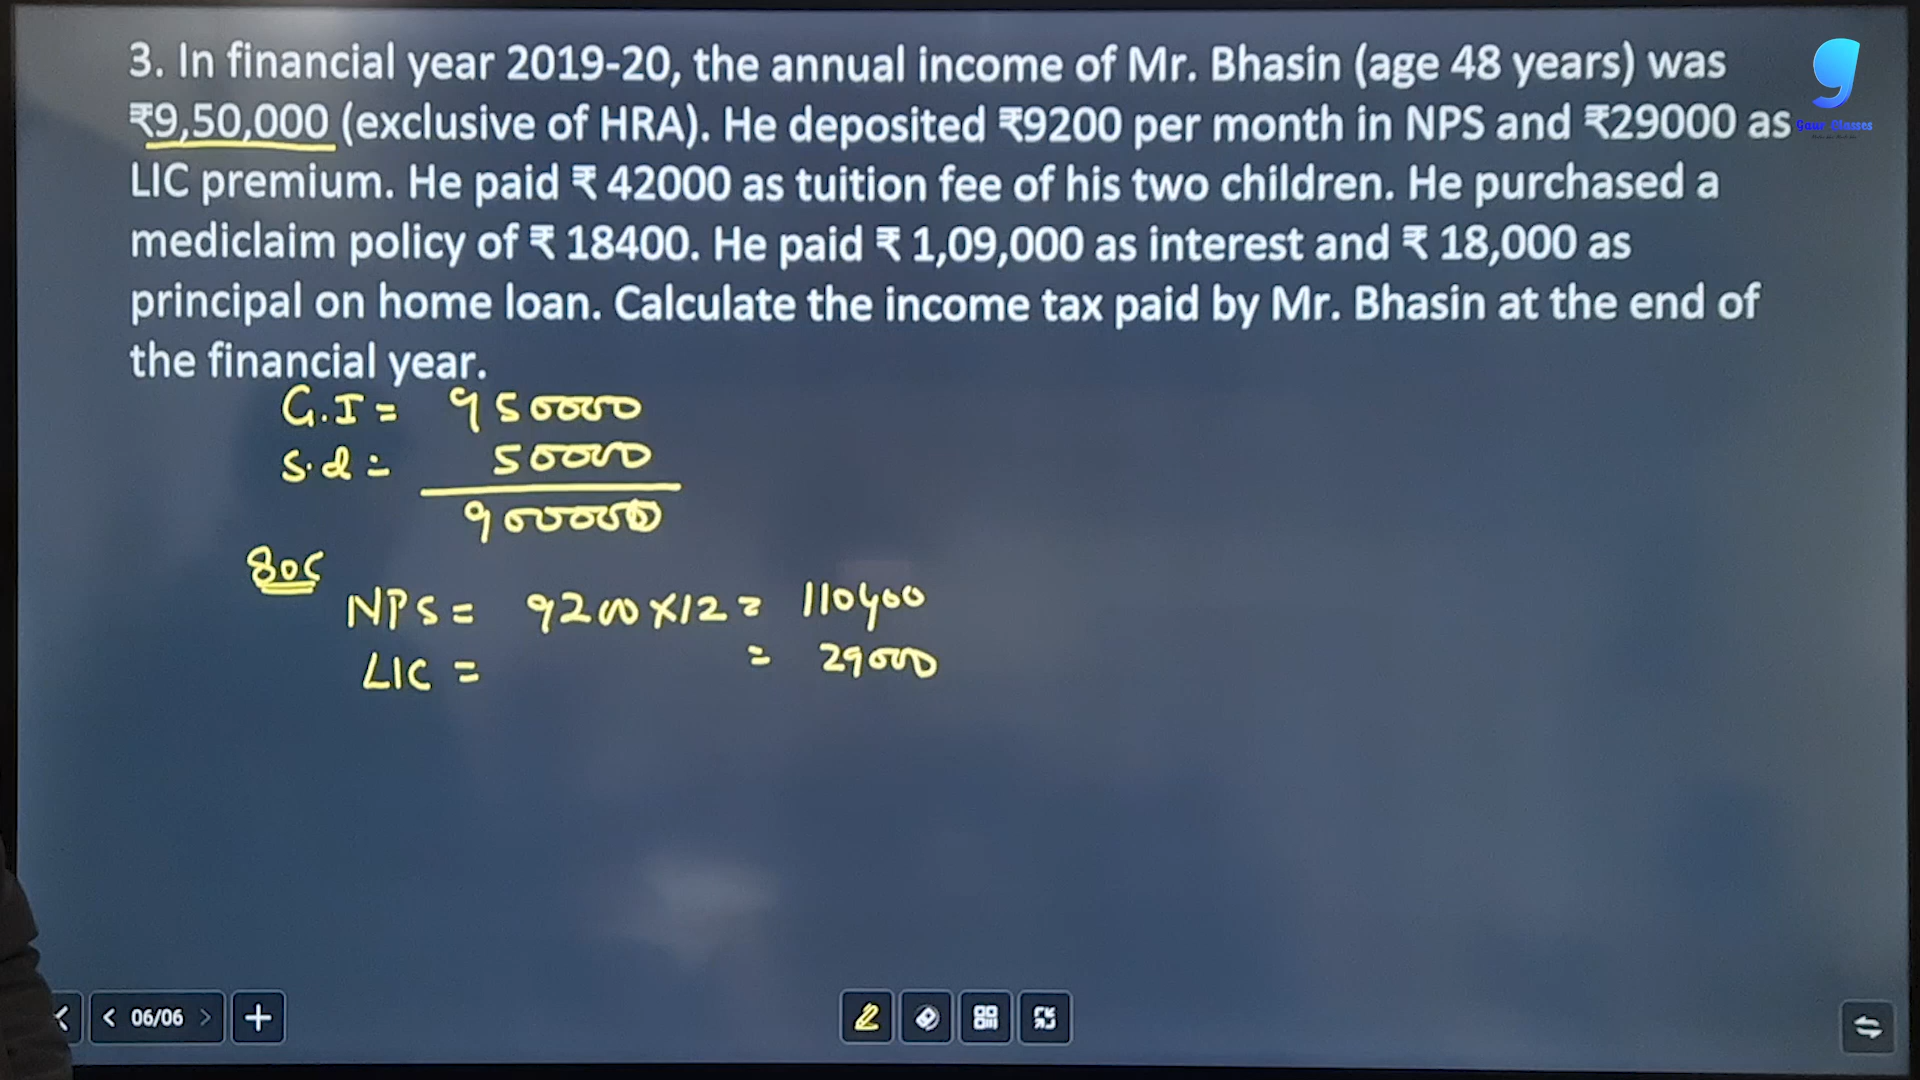 3. In financial year 2019-20, the annual income of Mr. Bhasin (age 48 years) was
₹9,50,000 (exclusive of HRA). He deposited ₹9200 per month in NPS and ₹29000 as
LIC premium. He paid ₹ 42000 as tuition fee of his two children. He purchased a
mediclaim policy of ₹ 18400. He paid ₹ 1,09,000 as interest and ₹ 18,000 as
principal on home loan. Calculate the income tax paid by Mr. Bhasin at the end of
the financial year.
Gaur Classes
G.I = 950000
S.d = 50000
900000
80C
NPS = 9200 x 12 = 110400
LIC = = 29000
06/06